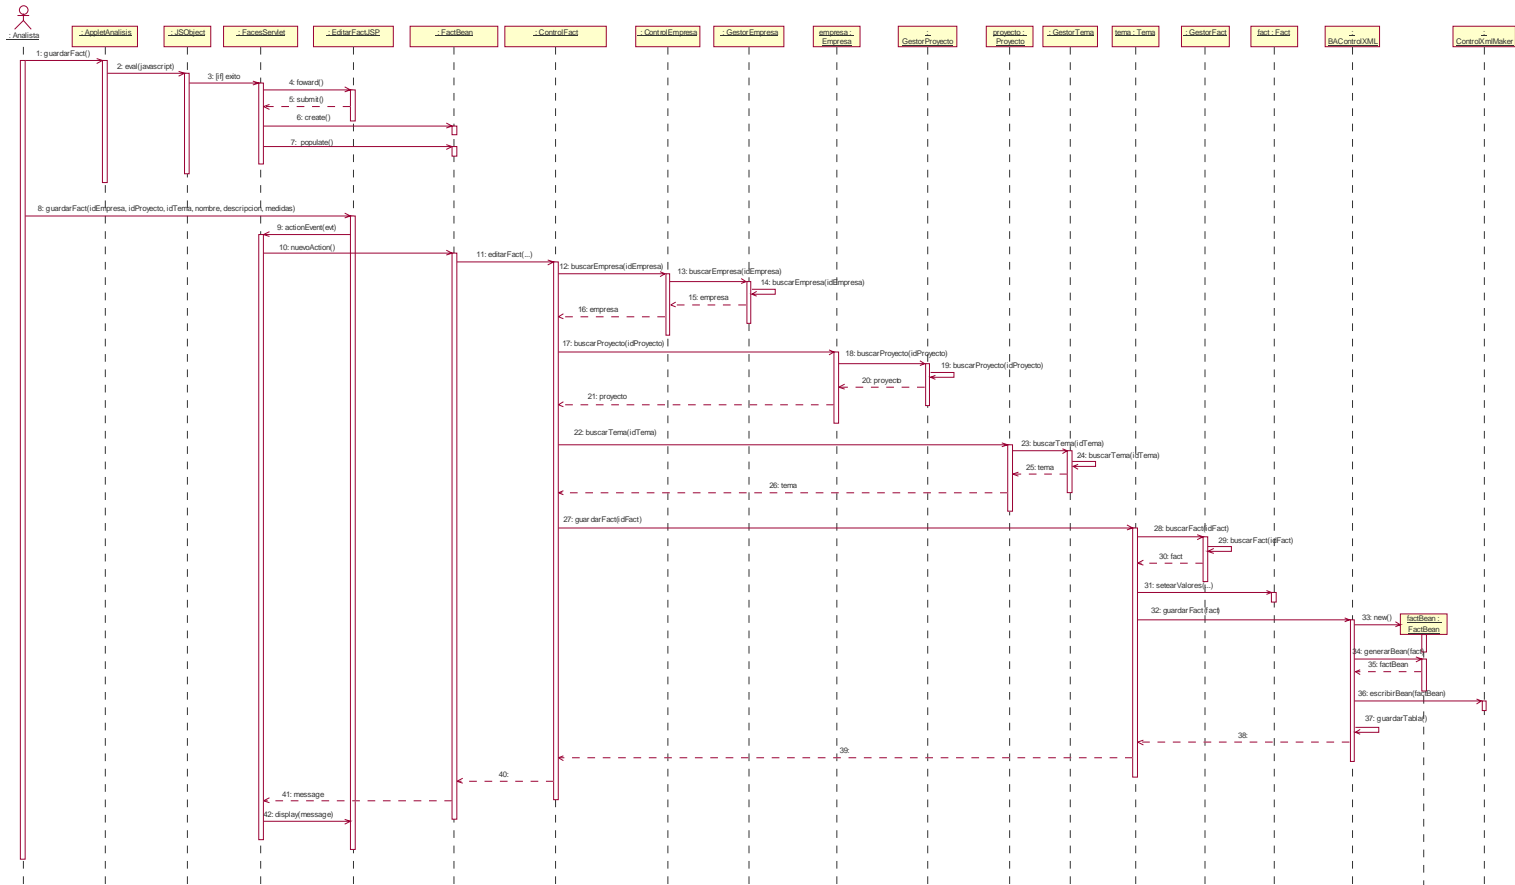 : Analista
: AppletAnalisis
: JSObject
: FacesServlet
: EditarFactJSP
: FactBean
: ControlFact
: ControlEmpresa
: GestorEmpresa
empresa :
Empresa
:
GestorProyecto
proyecto :
Proyecto
: GestorTema
tema : Tema
: GestorFact
fact : Fact
:
BAControlXML
:
ControlXmlMaker
1: guardarFact()
2: eval(javascript)
3: [if] exito
4: foward()
5: submit()
6: create()
7: populate()
8: guardarFact(idEmpresa, idProyecto, idTema, nombre, descripcion, medidas)
9: actionEvent(evt)
10: nuevoAction()
11: editarFact(...)
12: buscarEmpresa(idEmpresa)
13: buscarEmpresa(idEmpresa)
14: buscarEmpresa(idEmpresa)
15: empresa
16: empresa
17: buscarProyecto(idProyecto)
18: buscarProyecto(idProyecto)
19: buscarProyecto(idProyecto)
20: proyecto
21: proyecto
22: buscarTema(idTema)
23: buscarTema(idTema)
24: buscarTema(idTema)
25: tema
26: tema
27: guardarFact(idFact)
28: buscarFact(idFact)
29: buscarFact(idFact)
30: fact
31: setearValores(...)
32: guardarFact(fact)
33: new()
factBean :
FactBean
34: generarBean(fact)
35: factBean
36: escribirBean(factBean)
37: guardarTabla()
38:
39:
40:
41: message
42: display(message)